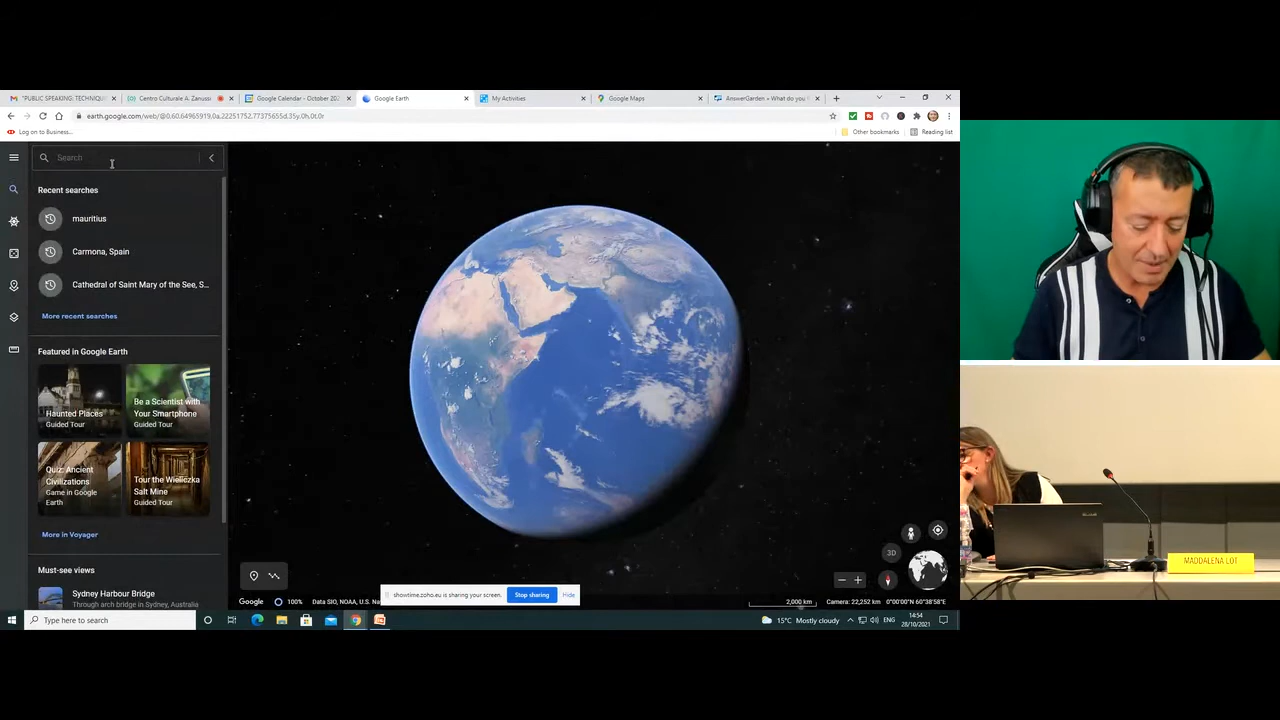 "PUBLIC SPEAKING: TECHNIQU
Centro Culturale A. Zanussi
Google Calendar - October 202
Google Earth
My Activities
Google Maps
AnswerGarden » What do you t
earth.google.com/web/@0,60.64965919,0a,22251752.77375655d,35y,0h,0t,0r
Log on to Business...
Other bookmarks
Reading list
Search
Recent searches
mauritius
Carmona, Spain
Cathedral of Saint Mary of the See, S...
More recent searches
Featured in Google Earth
Haunted Places
Guided Tour
Be a Scientist with
Your Smartphone
Guided Tour
Quiz: Ancient
Civilizations
Game in Google
Earth
Tour the Wieliczka
Salt Mine
Guided Tour
More in Voyager
Must-see views
Sydney Harbour Bridge
Through arch bridge in Sydney, Australia
3D
Google
100%
Data SIO, NOAA, U.S. Na
showtime.zoho.eu is sharing your screen.
Stop sharing
Hide
2,000 km
Camera: 22,252 km
0°00'00"N 60°38'58"E
Type here to search
15°C Mostly cloudy
ENG
14:54
28/10/2021
MADDALENA LOT